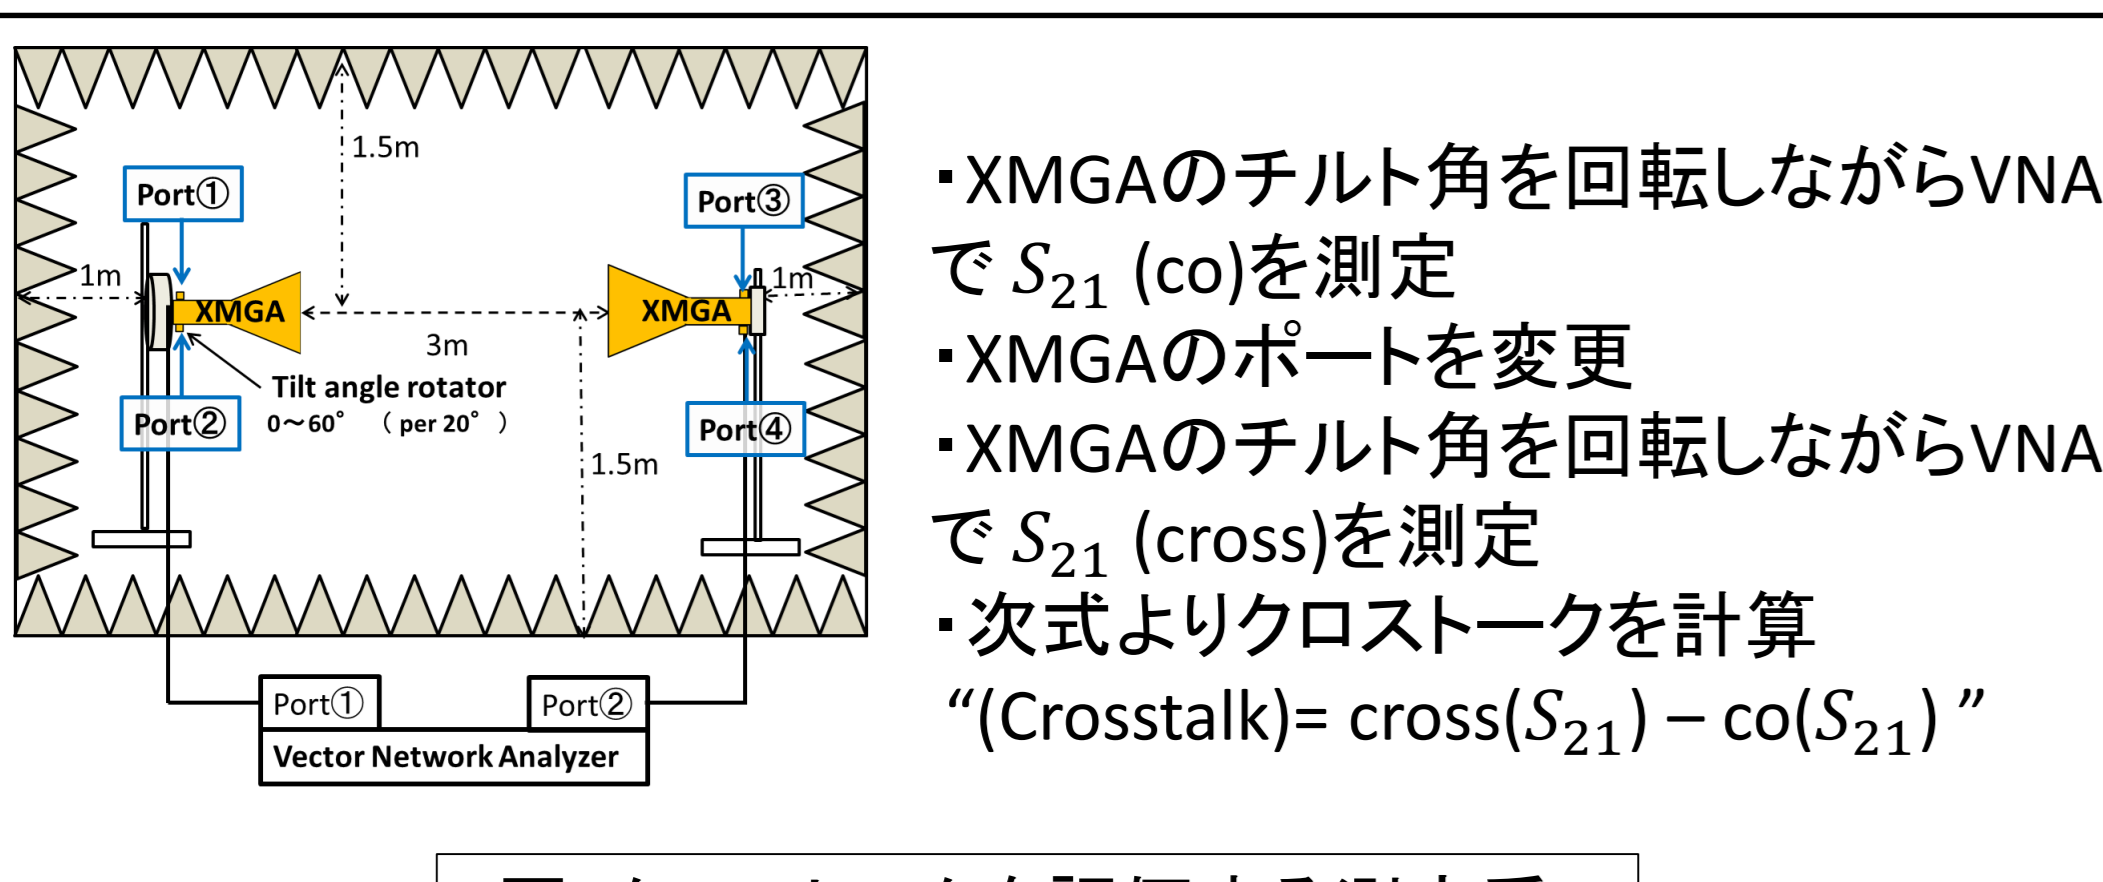 1.5m
Port①
Port③
1m
1m
XMGA
XMGA
3m
Tilt angle rotator
0～60°（per 20°）
Port②
Port④
1.5m
Port①
Port②
Vector Network Analyzer
・XMGAのチルト角を回転しながらVNA
で S21 (co)を測定
・XMGAのポートを変更
・XMGAのチルト角を回転しながらVNA
で S21 (cross)を測定
・次式よりクロストークを計算
“(Crosstalk)= cross(S21) – co(S21) ”